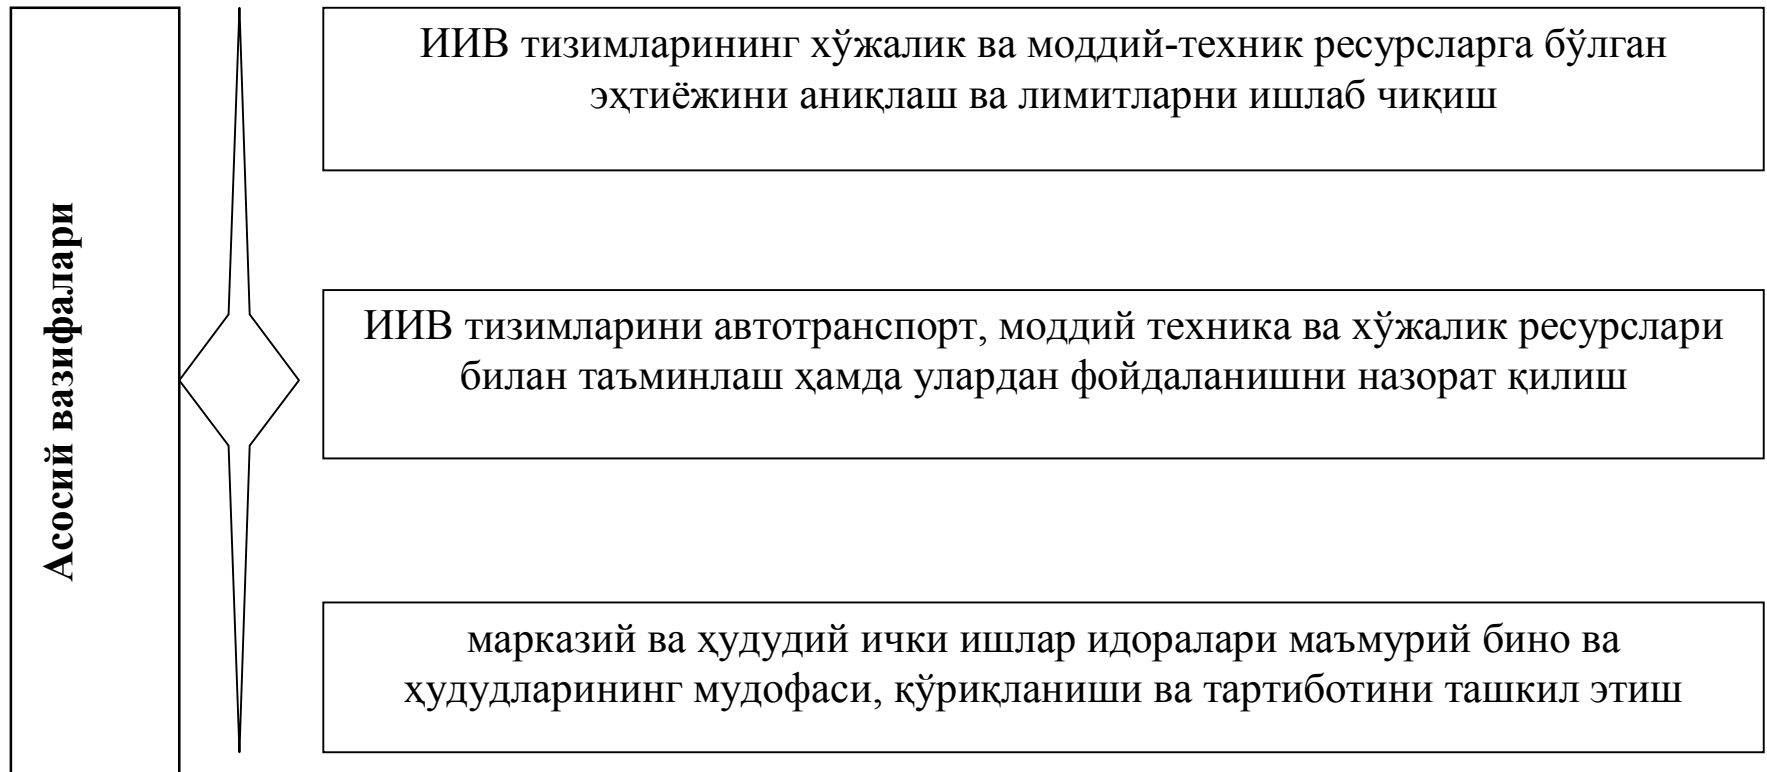 Асосий вазифалари
ИИВ тизимларининг хўжалик ва моддий-техник ресурсларга бўлган
эҳтиёжини аниқлаш ва лимитларни ишлаб чиқиш
ИИВ тизимларини автотранспорт, моддий техника ва хўжалик ресурслари
билан таъминлаш ҳамда улардан фойдаланишни назорат қилиш
марказий ва ҳудудий ички ишлар идоралари маъмурий бино ва
ҳудудларининг мудофаси, қўриқланиши ва тартиботини ташкил этиш